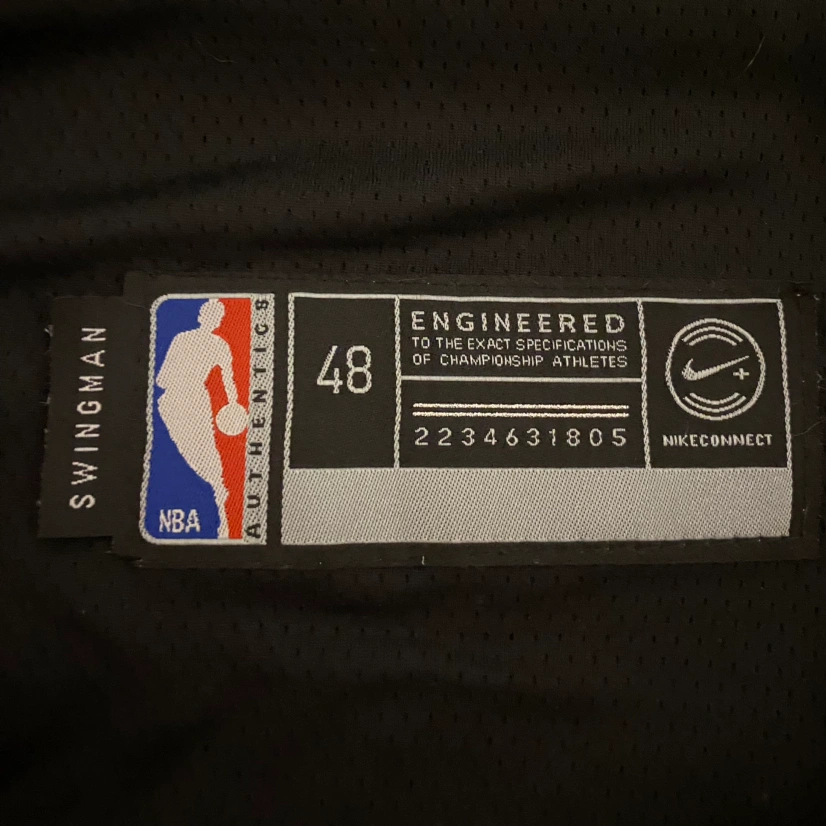 SWINGMAN
NBA
AUTHENTICS
48
ENGINEERED
TO THE EXACT SPECIFICATIONS
OF CHAMPIONSHIP ATHLETES
2234631805
NIKECONNECT